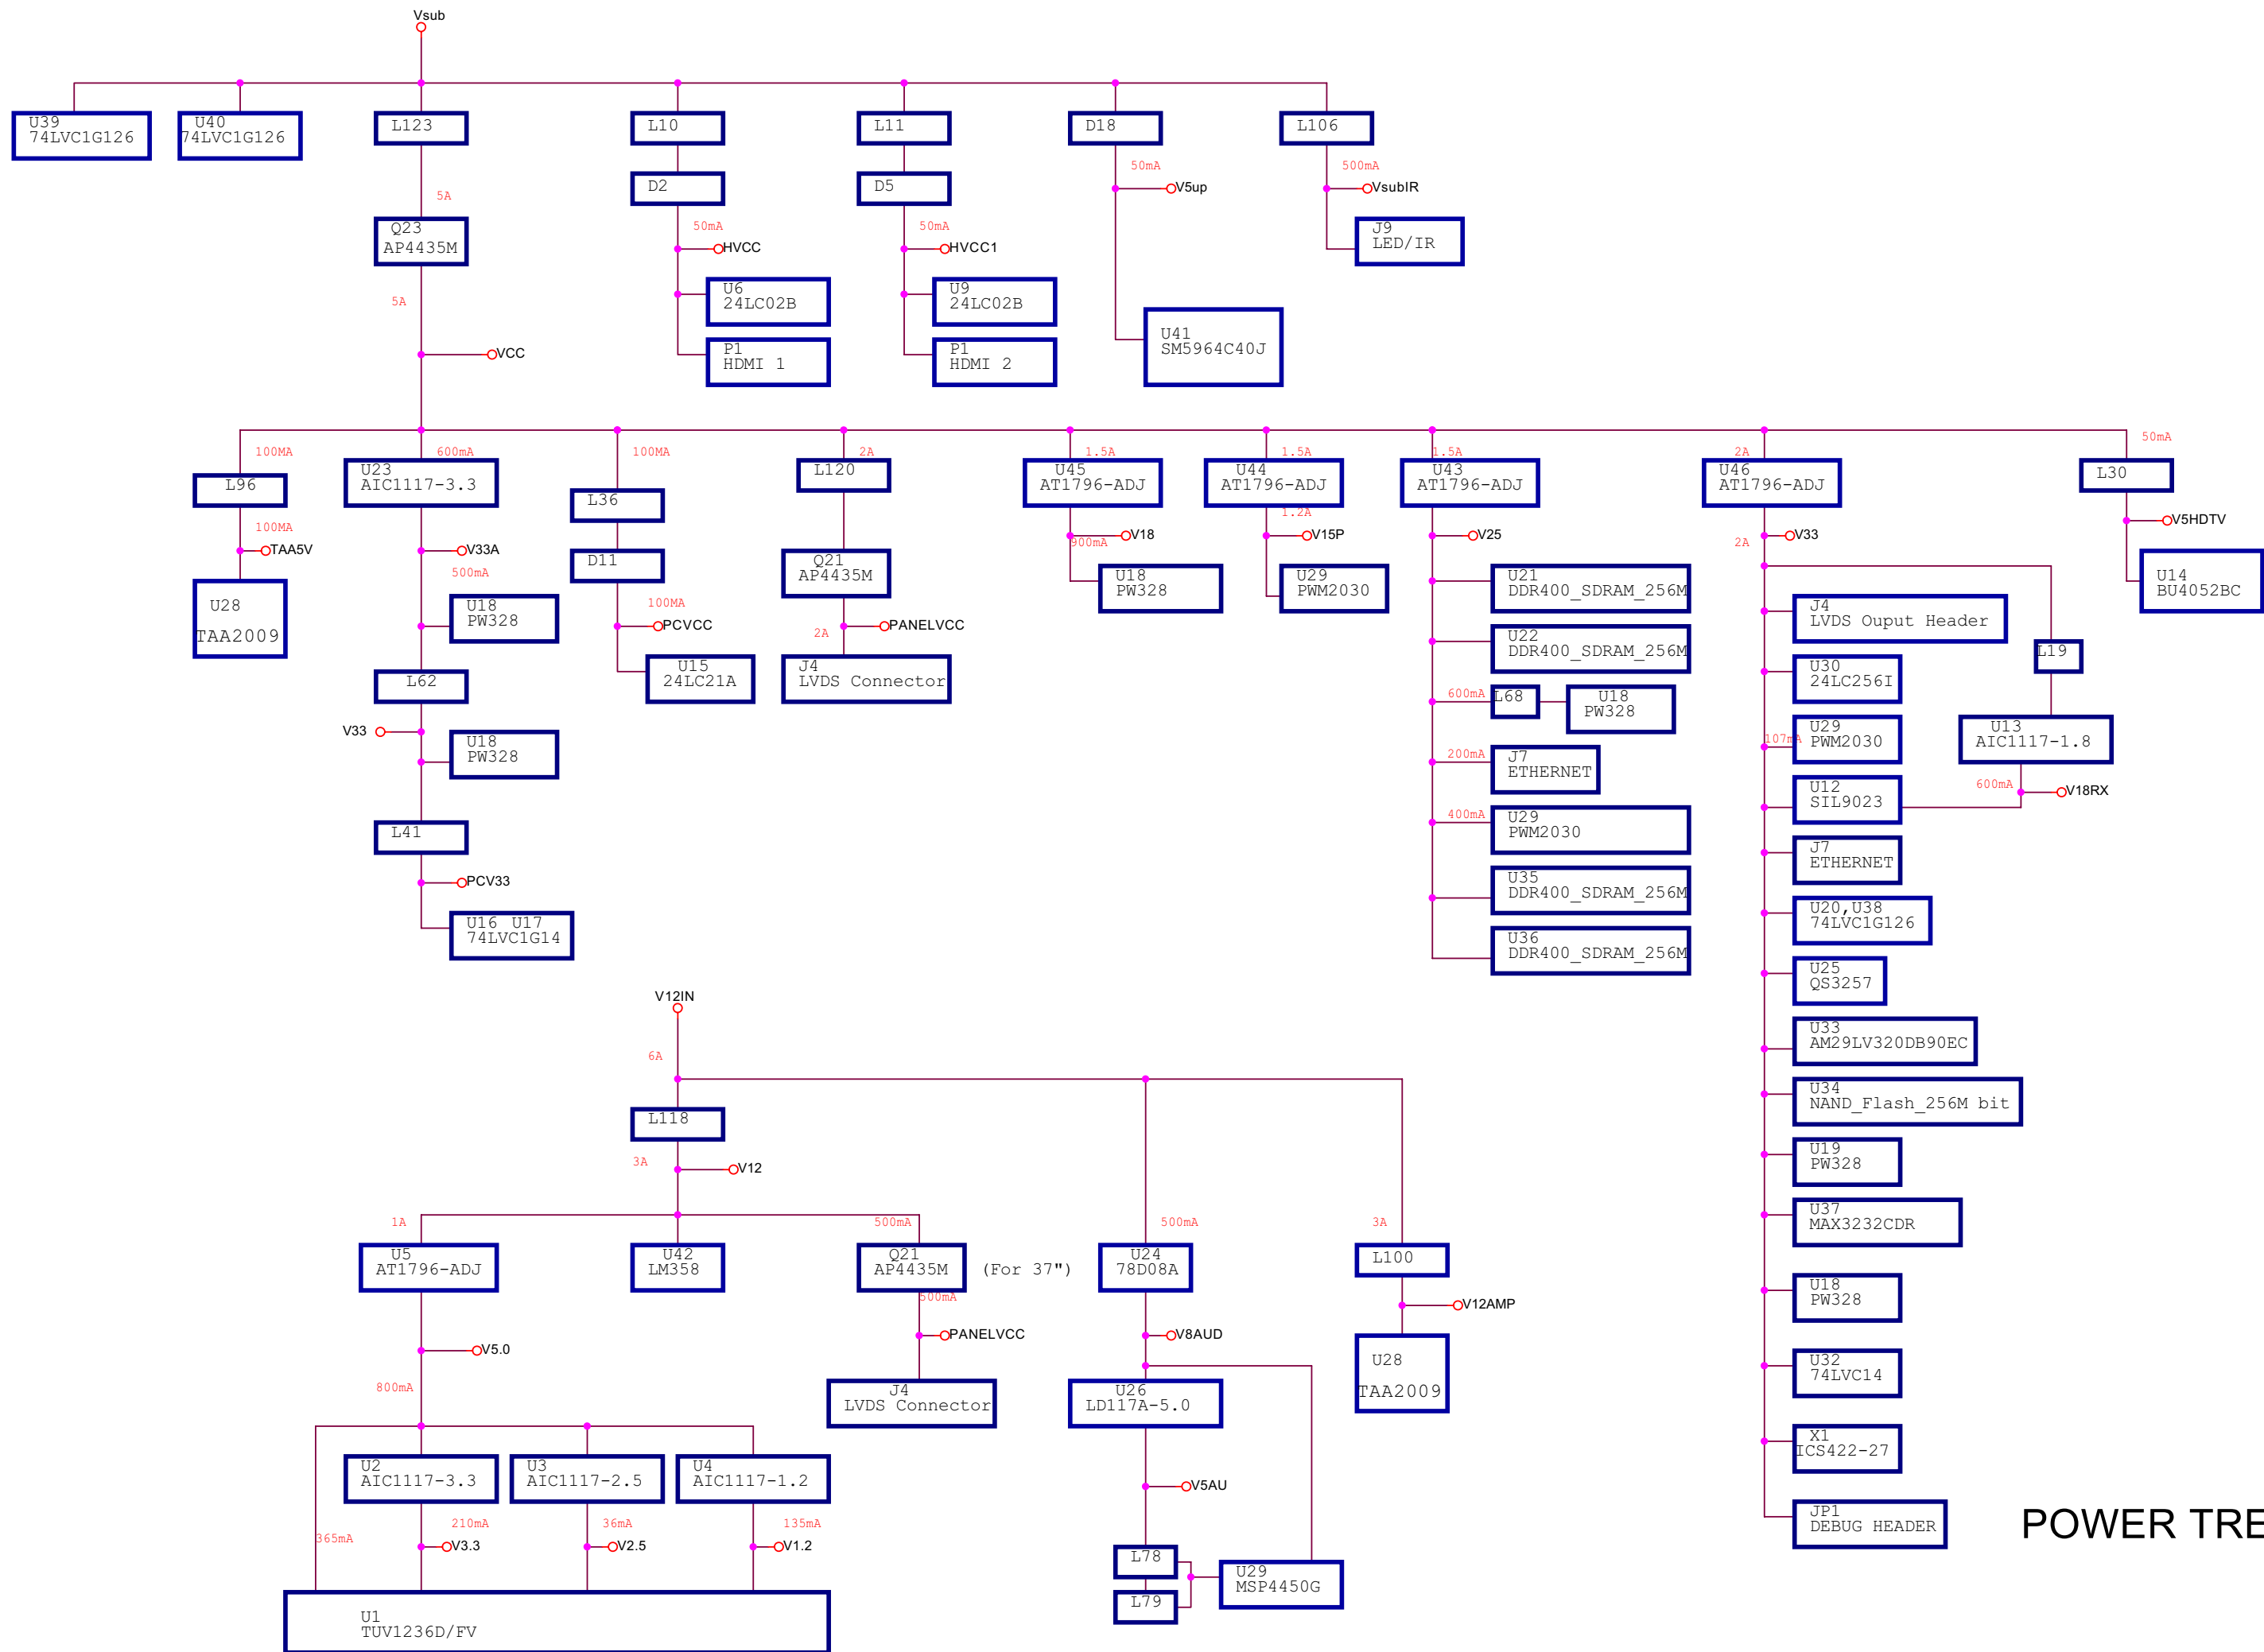 Vsub
U39
74LVC1G126
U40
74LVC1G126
L123
L10
L11
D18
L106
5A
D2
D5
50mA
V5up
500mA
VsubIR
Q23
AP4435M
50mA
HVCC
50mA
HVCC1
J9
LED/IR
5A
U6
24LC02B
U9
24LC02B
U41
SM5964C40J
VCC
P1
HDMI 1
P1
HDMI 2
100MA
600mA
100MA
2A
1.5A
1.5A
1.5A
2A
50mA
L96
U23
AIC1117-3.3
L36
L120
U45
AT1796-ADJ
U44
AT1796-ADJ
U43
AT1796-ADJ
U46
AT1796-ADJ
L30
100MA
TAA5V
V33A
500mA
D11
Q21
AP4435M
900mA
V18
1.2A
V15P
V25
2A
V33
V5HDTV
U28
TAA2009
U18
PW328
100MA
PCVCC
2A
PANELVCC
U18
PW328
U29
PWM2030
U21
DDR400_SDRAM_256M
U14
BU4052BC
J4
LVDS Ouput Header
L62
U15
24LC21A
J4
LVDS Connector
U22
DDR400_SDRAM_256M
L19
U30
24LC256I
V33
U18
PW328
600mA
L68
U18
PW328
107mA
U29
PWM2030
U13
AIC1117-1.8
200mA
J7
ETHERNET
U12
SIL9023
600mA
V18RX
L41
400mA
U29
PWM2030
J7
ETHERNET
PCV33
U35
DDR400_SDRAM_256M
U20,U38
74LVC1G126
U16 U17
74LVC1G14
U36
DDR400_SDRAM_256M
U25
QS3257
V12IN
6A
U33
AM29LV320DB90EC
L118
U34
NAND_Flash_256M bit
3A
V12
U19
PW328
1A
500mA
500mA
3A
U37
MAX3232CDR
U5
AT1796-ADJ
U42
LM358
Q21
AP4435M
(For 37")
U24
78D08A
L100
500mA
V12AMP
U18
PW328
V5.0
PANELVCC
V8AUD
U28
TAA2009
U32
74LVC14
800mA
J4
LVDS Connector
U26
LD117A-5.0
X1
ICS422-27
U2
AIC1117-3.3
U3
AIC1117-2.5
U4
AIC1117-1.2
V5AU
JP1
DEBUG HEADER
POWER TRE
365mA
210mA
V3.3
36mA
V2.5
135mA
V1.2
L78
U29
MSP4450G
L79
U1
TUV1236D/FV